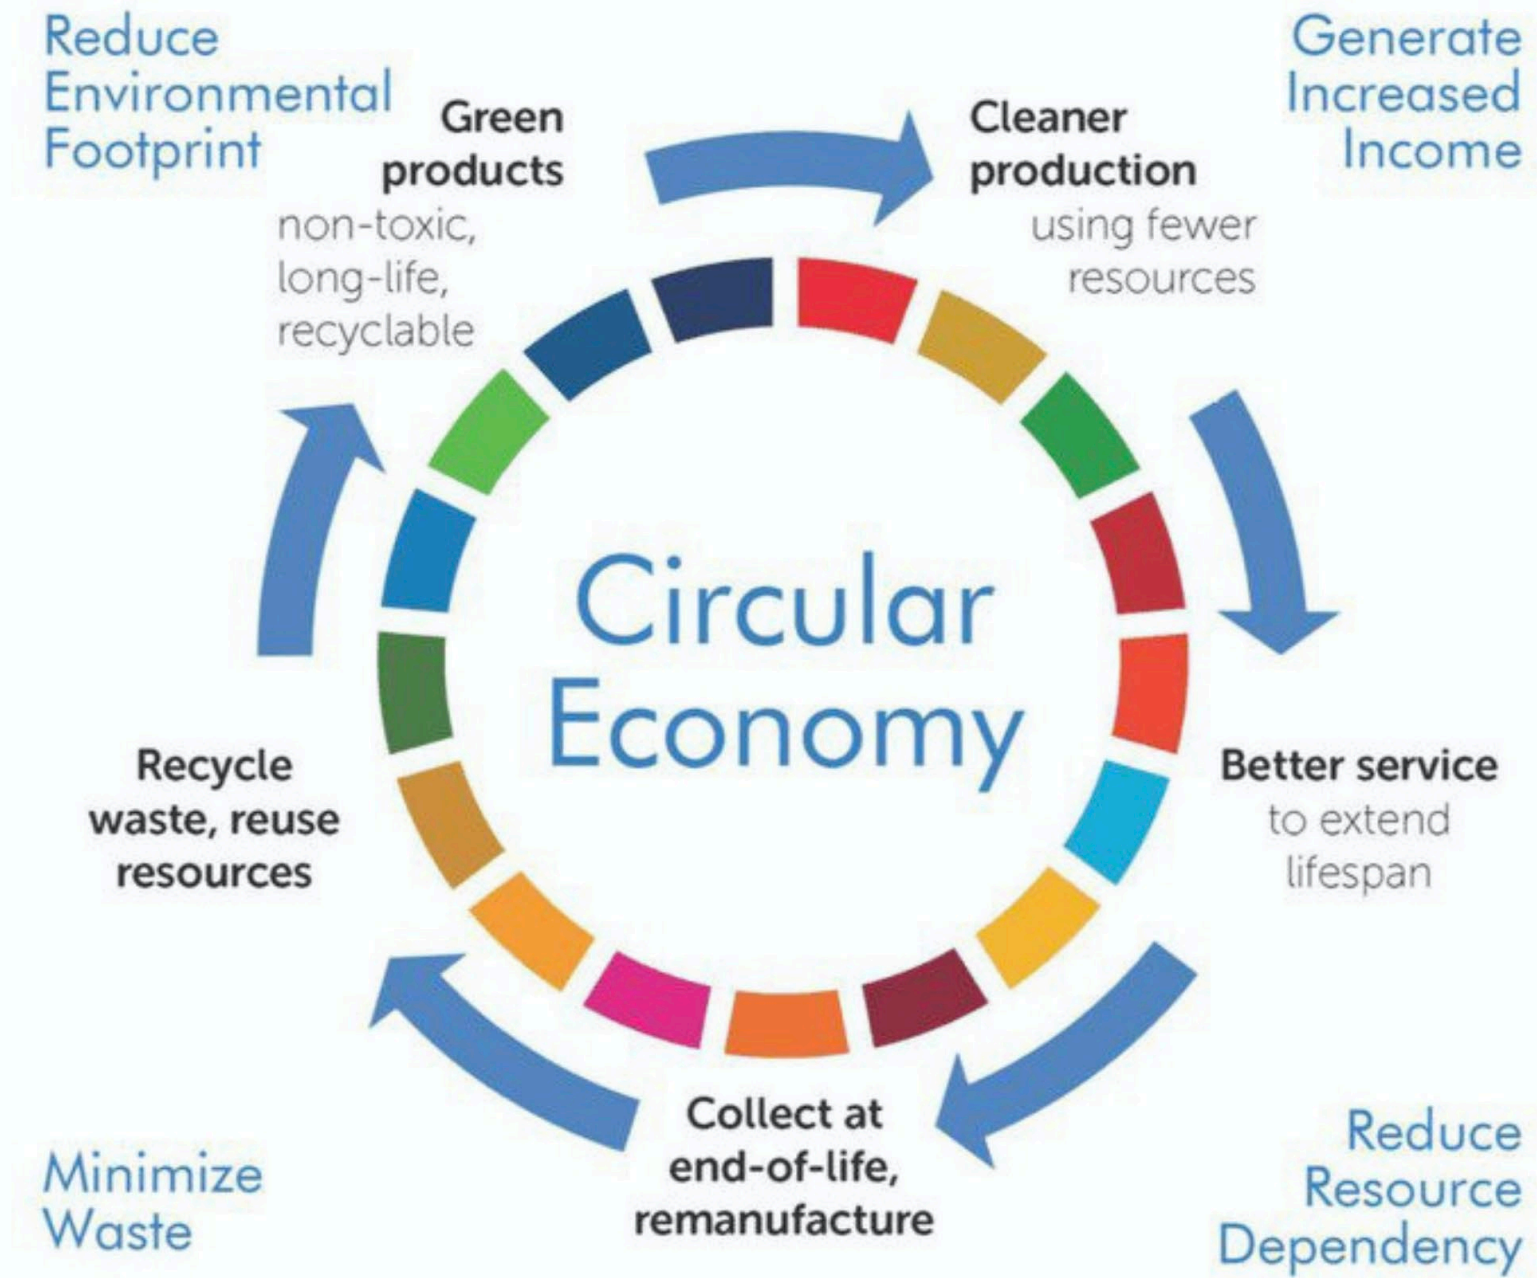 Reduce
Environmental
Footprint
Generate
Increased
Income
Green
products
non-toxic,
long-life,
recyclable
Cleaner
production
using fewer
resources
Circular
Economy
Better service
to extend
lifespan
Recycle
waste, reuse
resources
Collect at
end-of-life,
remanufacture
Minimize
Waste
Reduce
Resource
Dependency